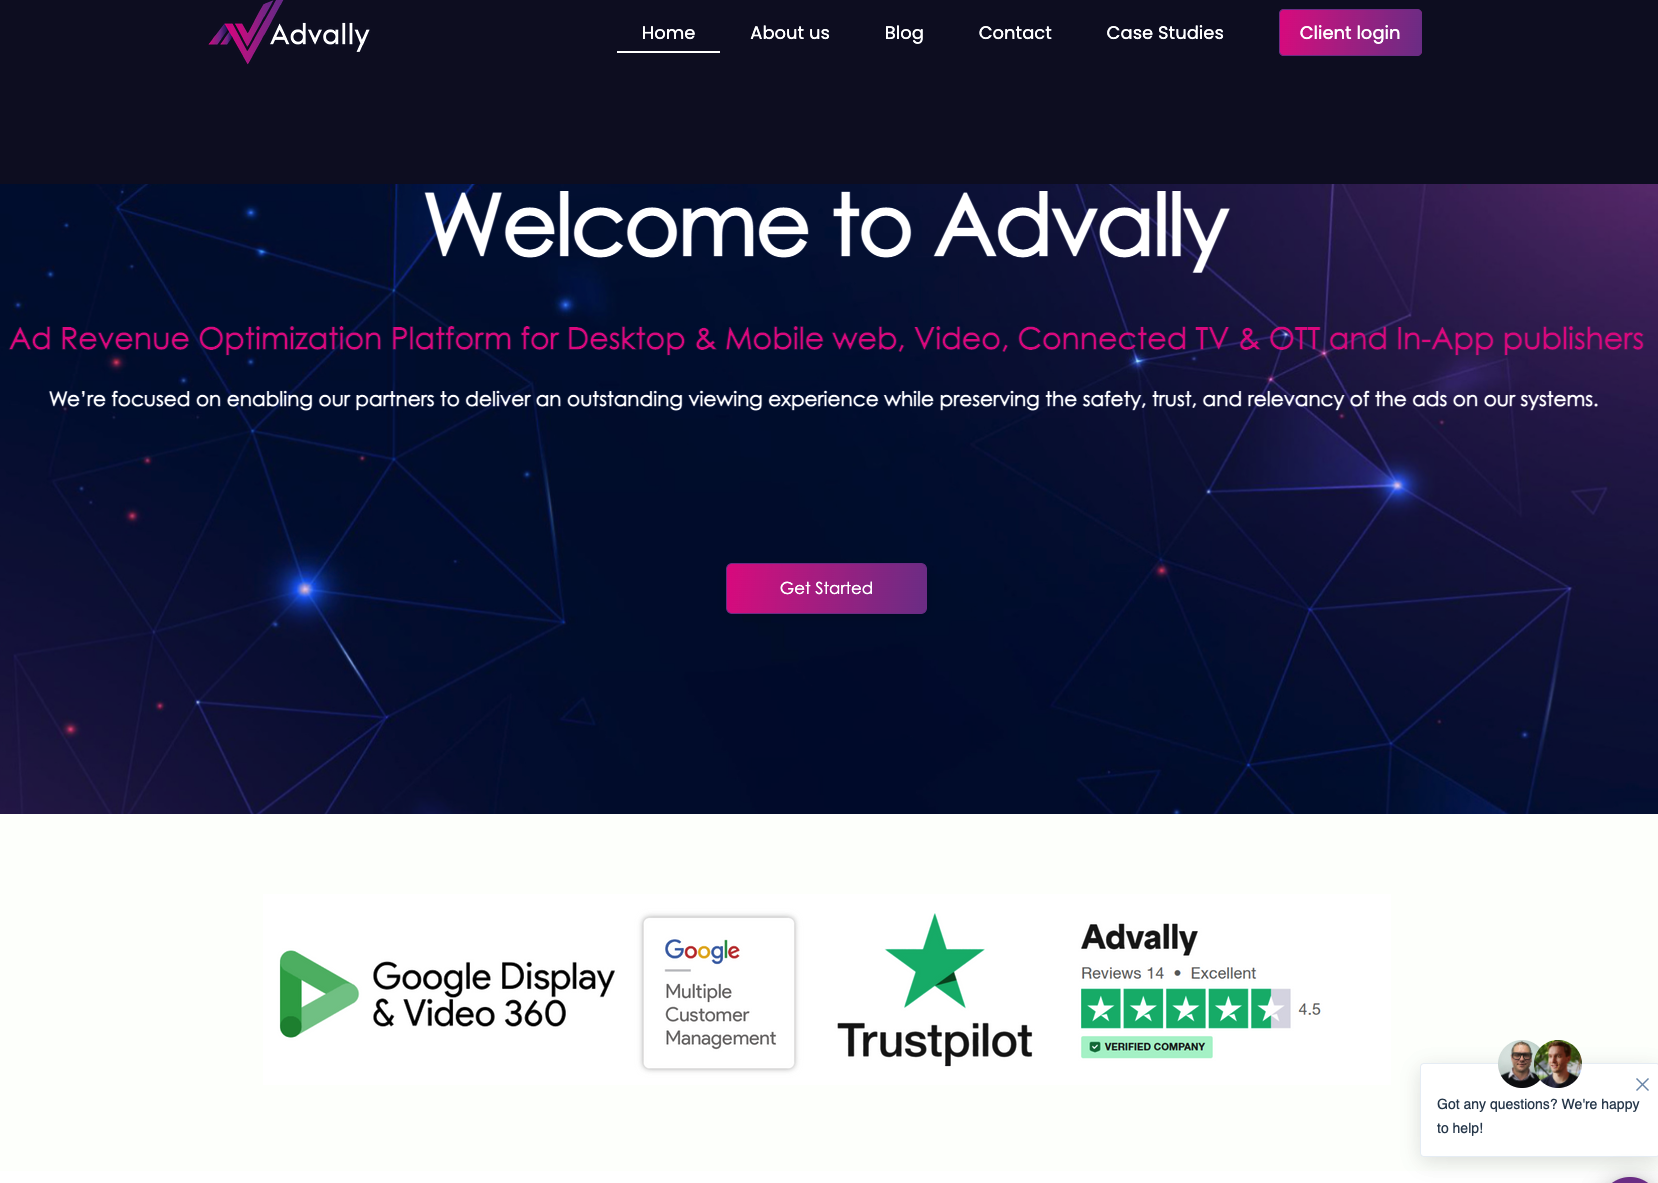 Advally
Home
About us
Blog
Contact
Case Studies
Client login
Welcome to Advally
Ad Revenue Optimization Platform for Desktop & Mobile web, Video, Connected TV & OTT and In-App publishers
We're focused on enabling our partners to deliver an outstanding viewing experience while preserving the safety, trust, and relevancy of the ads on our systems.
Get Started
Google Display
& Video 360
Google
Multiple
Customer
Management
Trustpilot
Advally
Reviews 14 • Excellent
4.5
VERIFIED COMPANY
Got any questions? We're happy
to help!